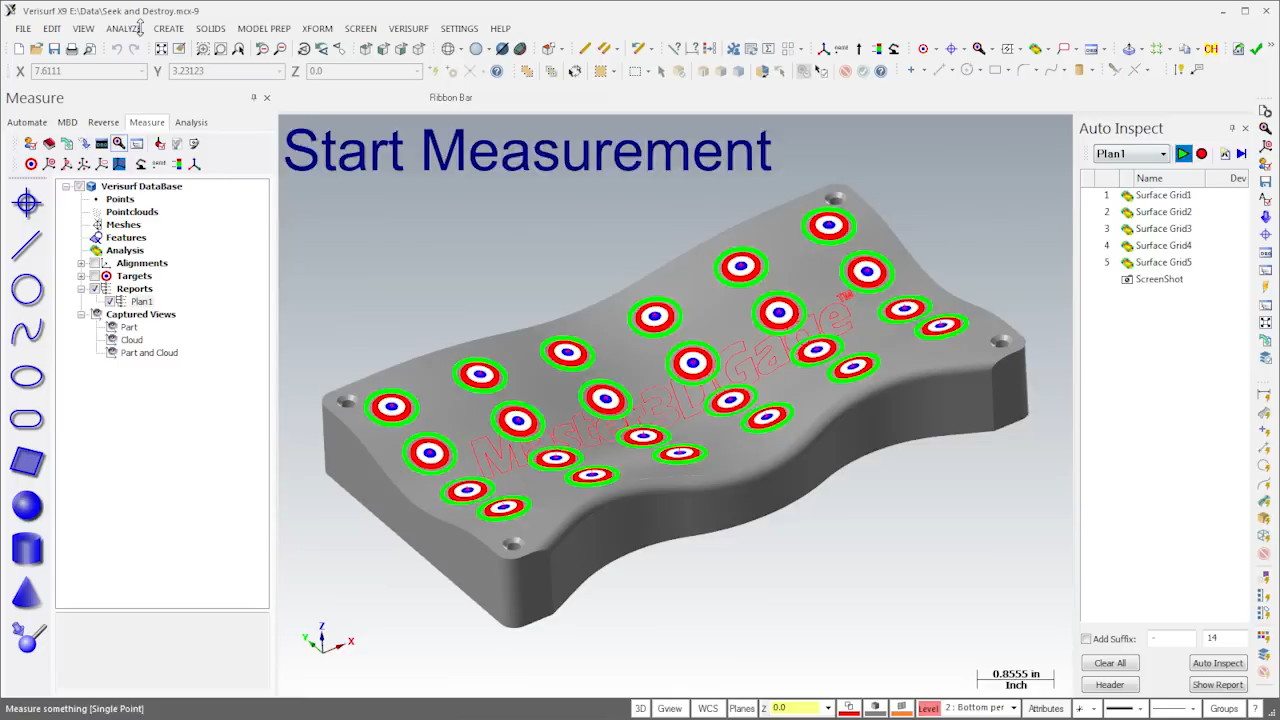 Verisurf X9 E:\Data\Seek and Destroy.mcx-9
FILE EDIT VIEW ANALYZE CREATE SOLIDS MODEL PREP XFORM SCREEN VERISURF SETTINGS HELP
CH
X 7.6111 Y 3.23123 Z 0.0
Ribbon Bar
Measure
Automate MBD Reverse Measure Analysis
Verisurf DataBase
Points
Pointclouds
Meshes
Features
Analysis
Alignments
Targets
Reports
Plan1
Captured Views
Part
Cloud
Part and Cloud
Start Measurement
Master3DGage™
Z
Y
X
0.8555 in
Inch
Auto Inspect
Plan1
Name Dev
1 Surface Grid1
2 Surface Grid2
3 Surface Grid3
4 Surface Grid4
5 Surface Grid5
ScreenShot
Add Suffix: - 14
Clear All Auto Inspect
Header Show Report
Measure something [Single Point]
3D Gview WCS Planes Z 0.0 Level 2 : Bottom per Attributes Groups ?